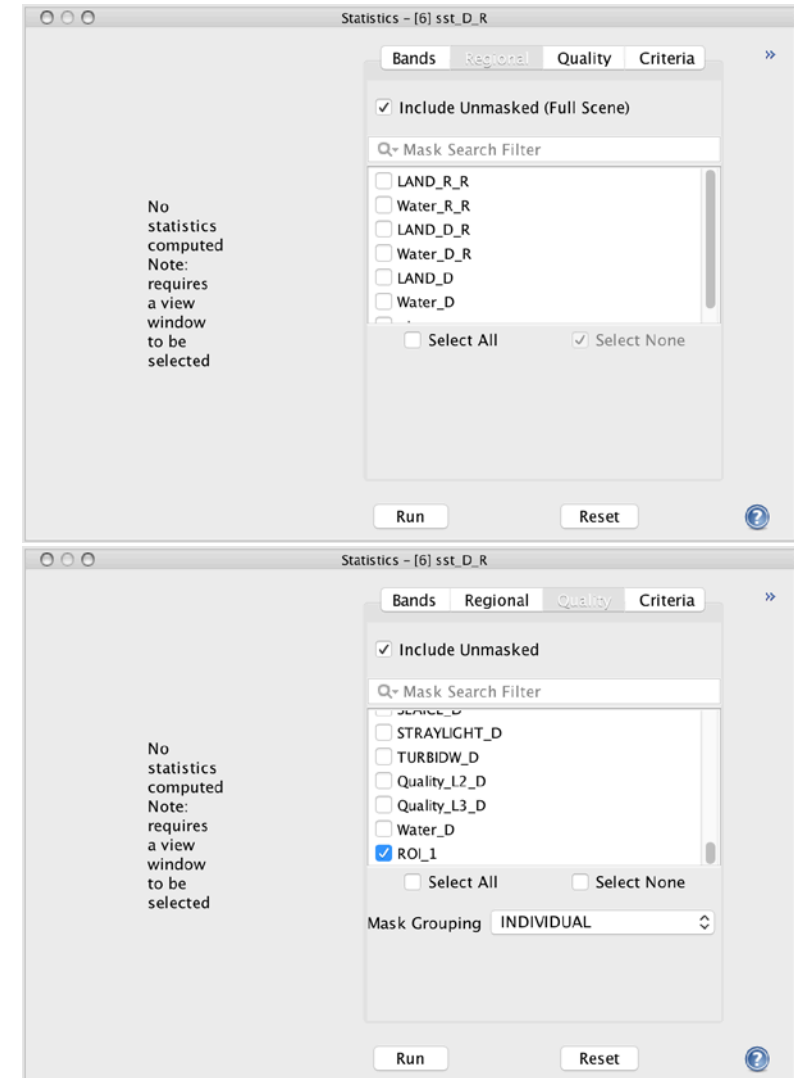 Statistics – [6] sst_D_R
Bands Regional Quality Criteria »
Include Unmasked (Full Scene)
Mask Search Filter
LAND_R_R
Water_R_R
LAND_D_R
Water_D_R
LAND_D
Water_D
Select All Select None
No
statistics
computed
Note:
requires
a view
window
to be
selected
Run Reset ?
Statistics – [6] sst_D_R
Bands Regional Quality Criteria »
Include Unmasked
Mask Search Filter
SEAICE_D
STRAYLIGHT_D
TURBIDW_D
Quality_L2_D
Quality_L3_D
Water_D
ROI_1
Select All Select None
Mask Grouping INDIVIDUAL
No
statistics
computed
Note:
requires
a view
window
to be
selected
Run Reset ?